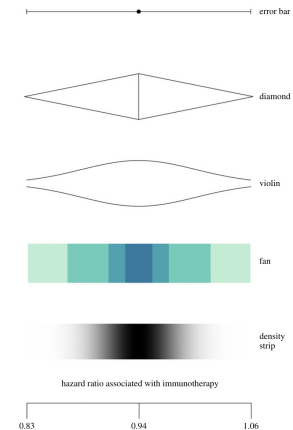 error bar
diamond
violin
fan
density
strip
hazard ratio associated with immunotherapy
0.83 0.94 1.06